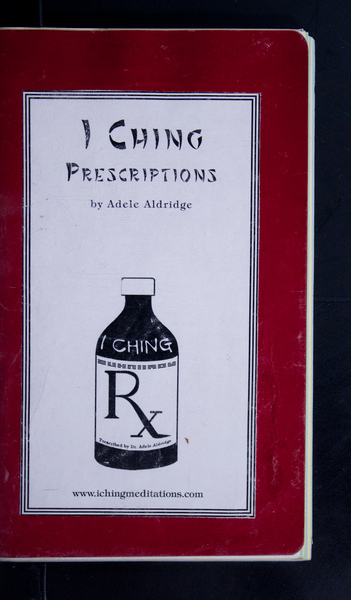 I CHING
PRESCRIPTIONS
by Adele Aldridge
I CHING
Rx
Prescribed by Dr. Adele Aldridge
www.ichingmeditations.com